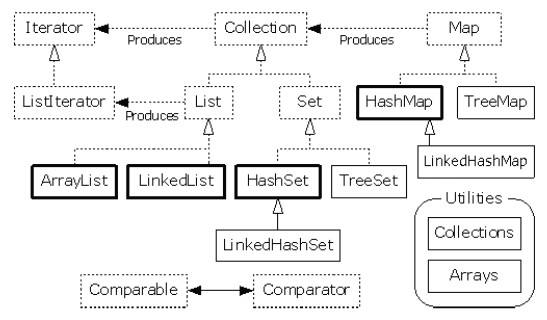 Iterator
Produces
Collection
Produces
Map
ListIterator
Produces
List
Set
HashMap
TreeMap
ArrayList
LinkedList
HashSet
TreeSet
LinkedHashMap
LinkedHashSet
Utilities
Collections
Arrays
Comparable
Comparator